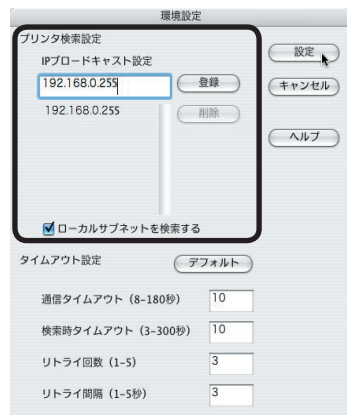 環境設定
プリンタ検索設定
IPブロードキャスト設定
192.168.0.255
登録
192.168.0.255
削除
ローカルサブネットを検索する
設定
キャンセル
ヘルプ
タイムアウト設定
デフォルト
通信タイムアウト（8-180秒） 10
検索時タイムアウト（3-300秒） 10
リトライ回数（1-5） 3
リトライ間隔（1-5秒） 3